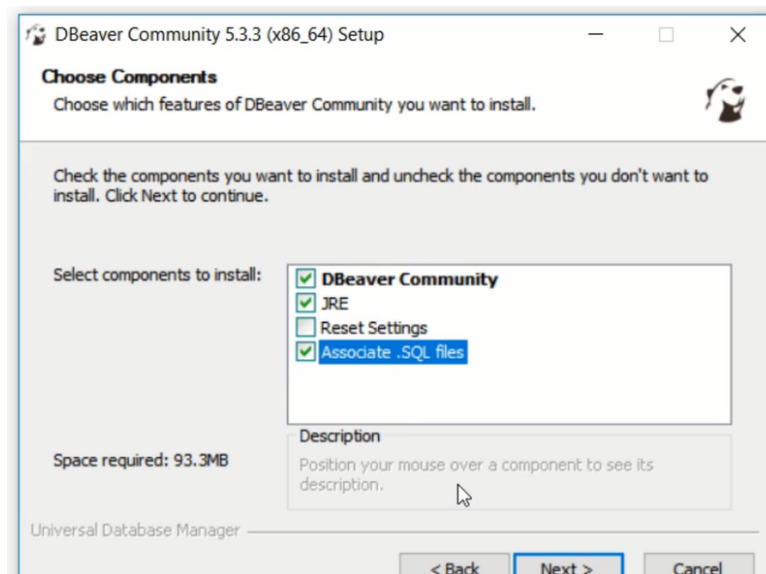 DBeaver Community 5.3.3 (x86_64) Setup
Choose Components
Choose which features of DBeaver Community you want to install.
Check the components you want to install and uncheck the components you don't want to
install. Click Next to continue.
Select components to install:
DBeaver Community
JRE
Reset Settings
Associate .SQL files
Space required: 93.3MB
Description
Position your mouse over a component to see its
description.
Universal Database Manager
< Back
Next >
Cancel